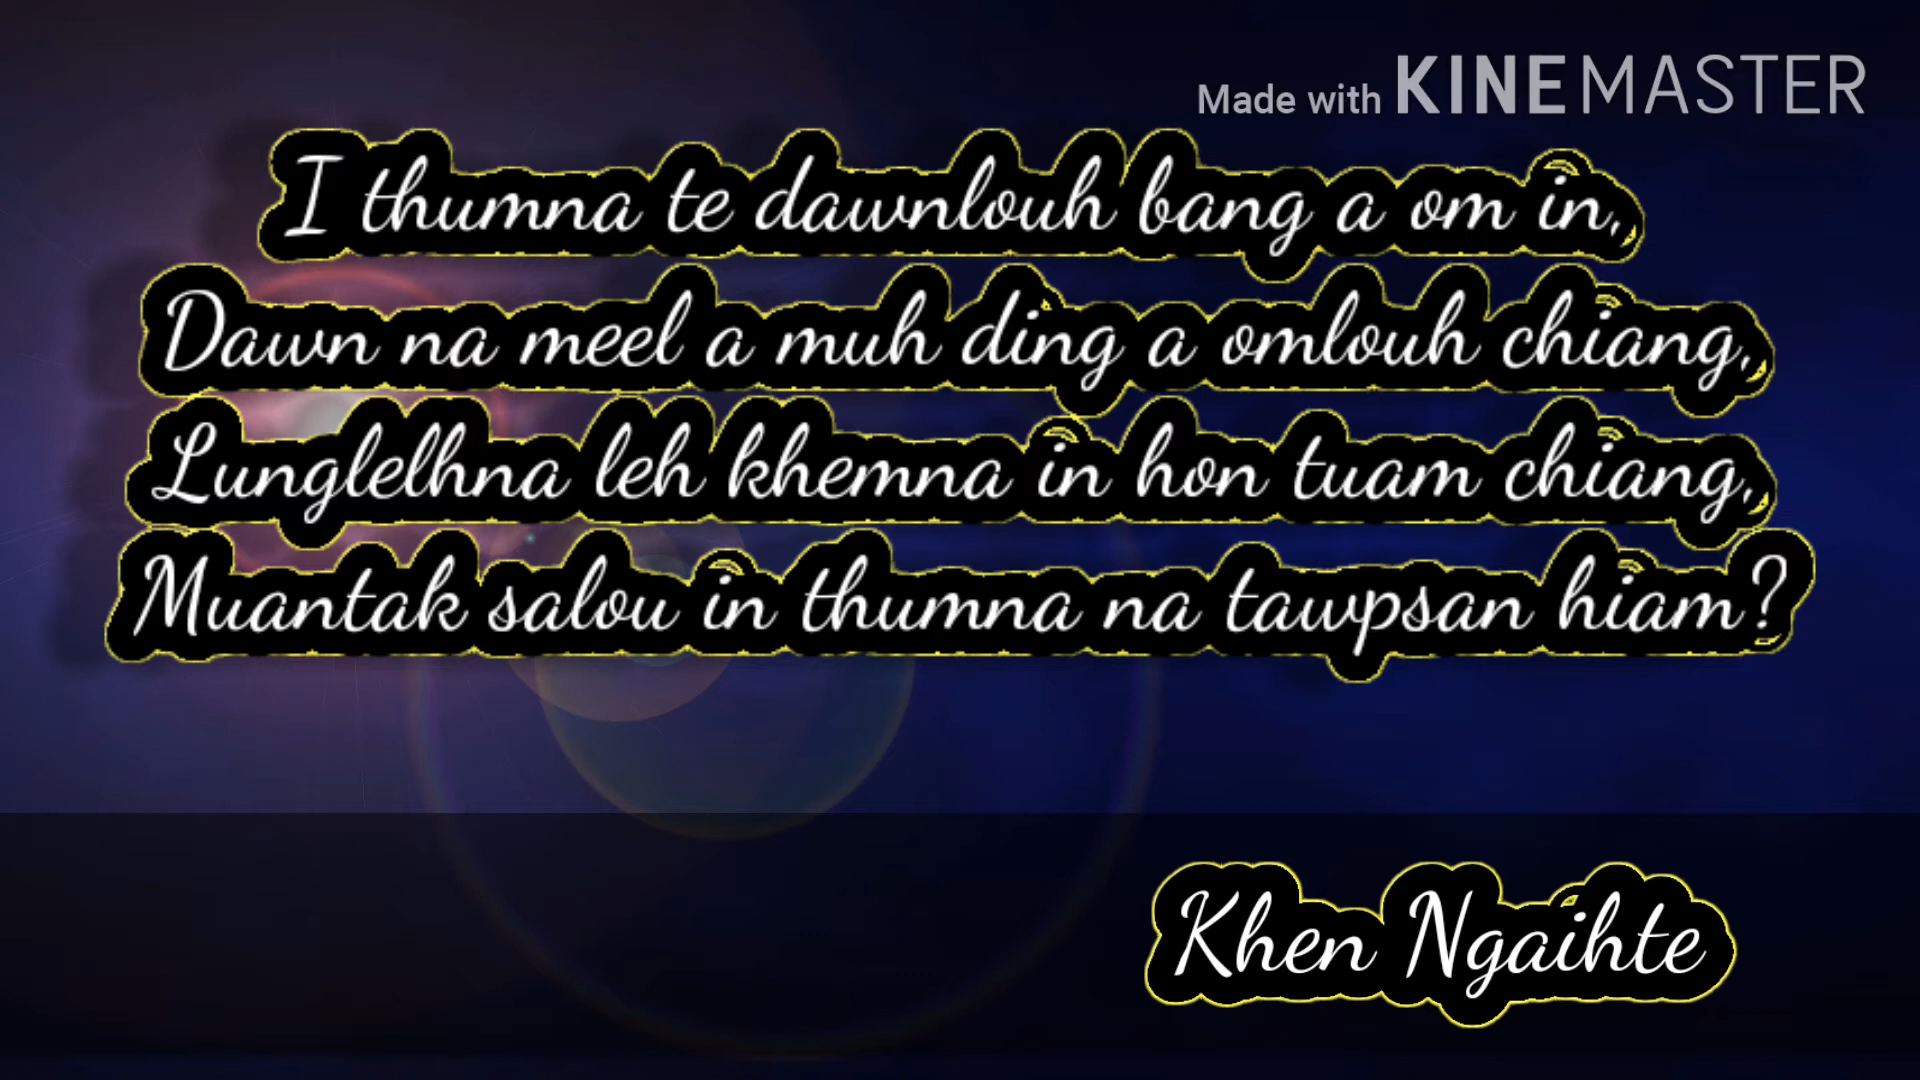 Made with KINEMASTER
I thumna te dawnlouh bang a om in,
Dawn na meel a muh ding a omlouh chiang,
Lunglelhna leh khemna in hon tuam chiang,
Muantak salou in thumna na tawpsan hiam?
Khen Ngaihte